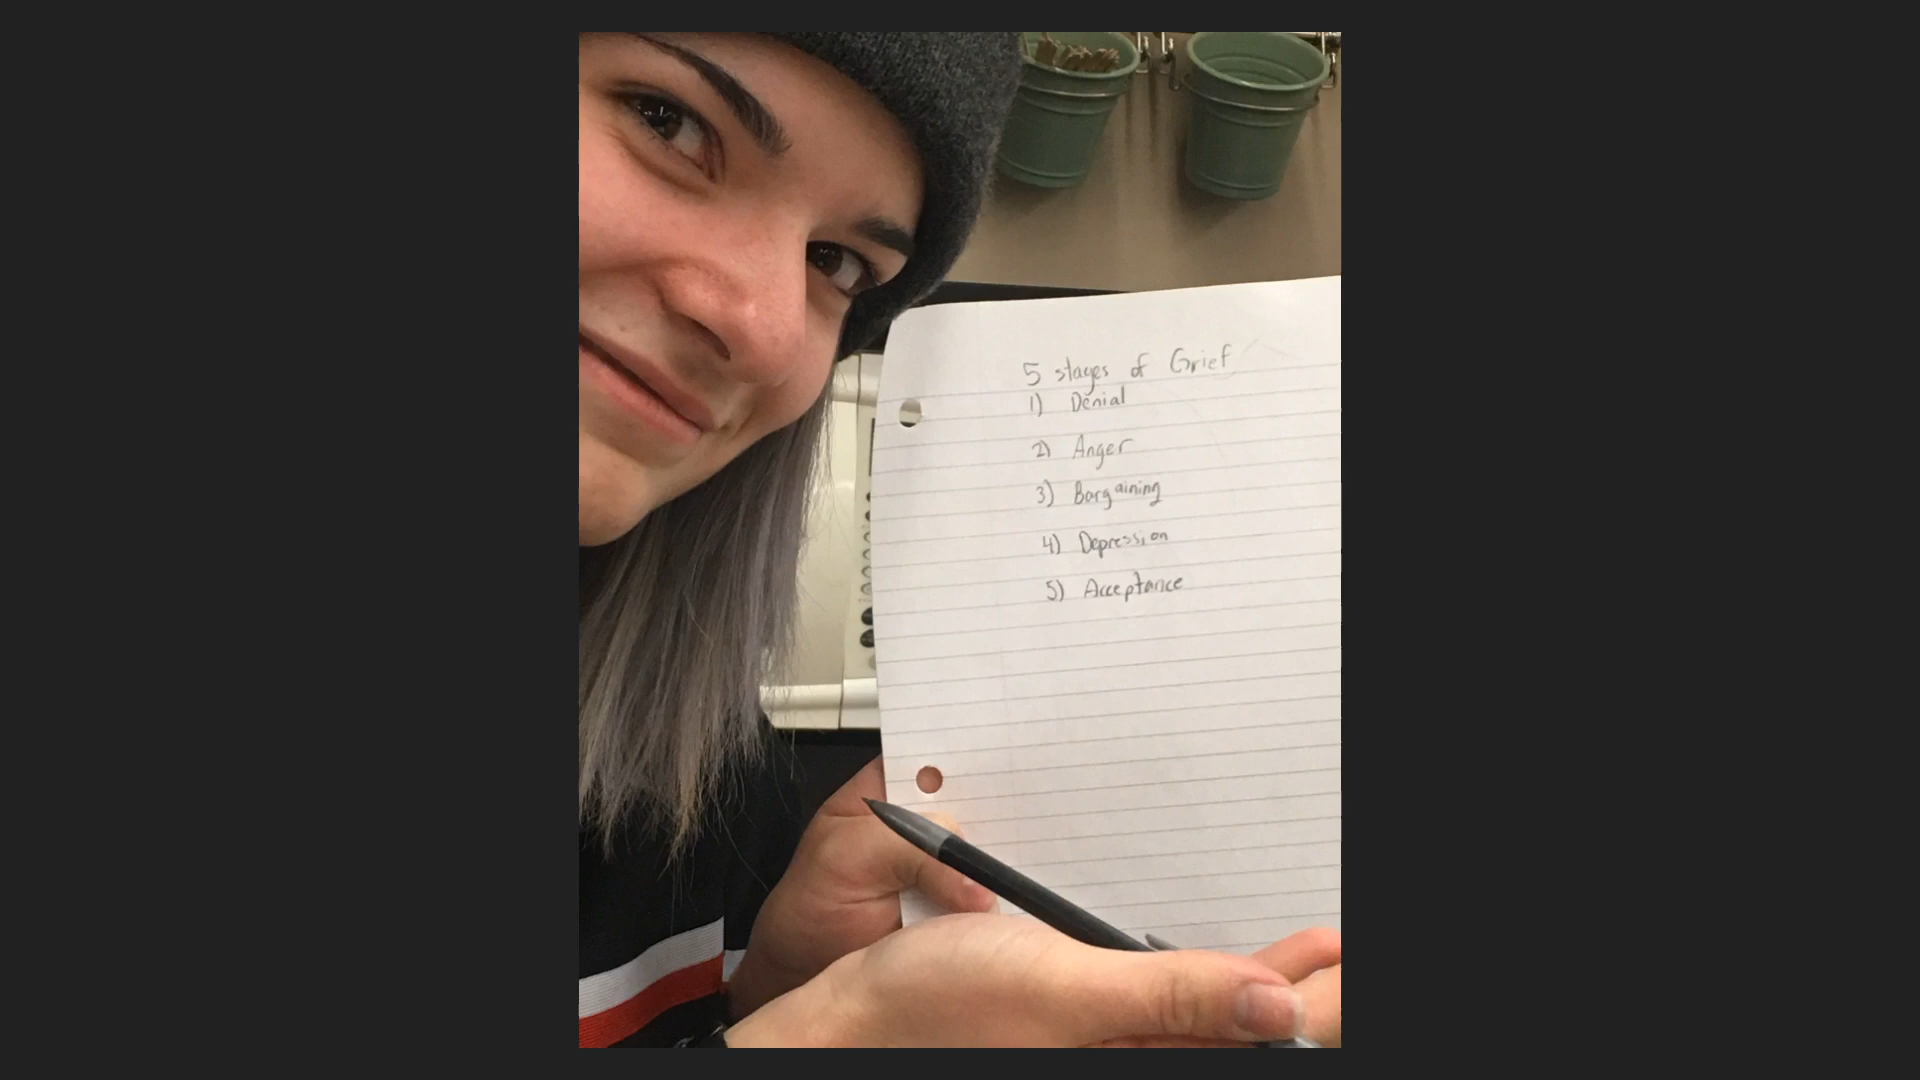 5 stages of Grief
1) Denial
2) Anger
3) Bargaining
4) Depression
5) Acceptance